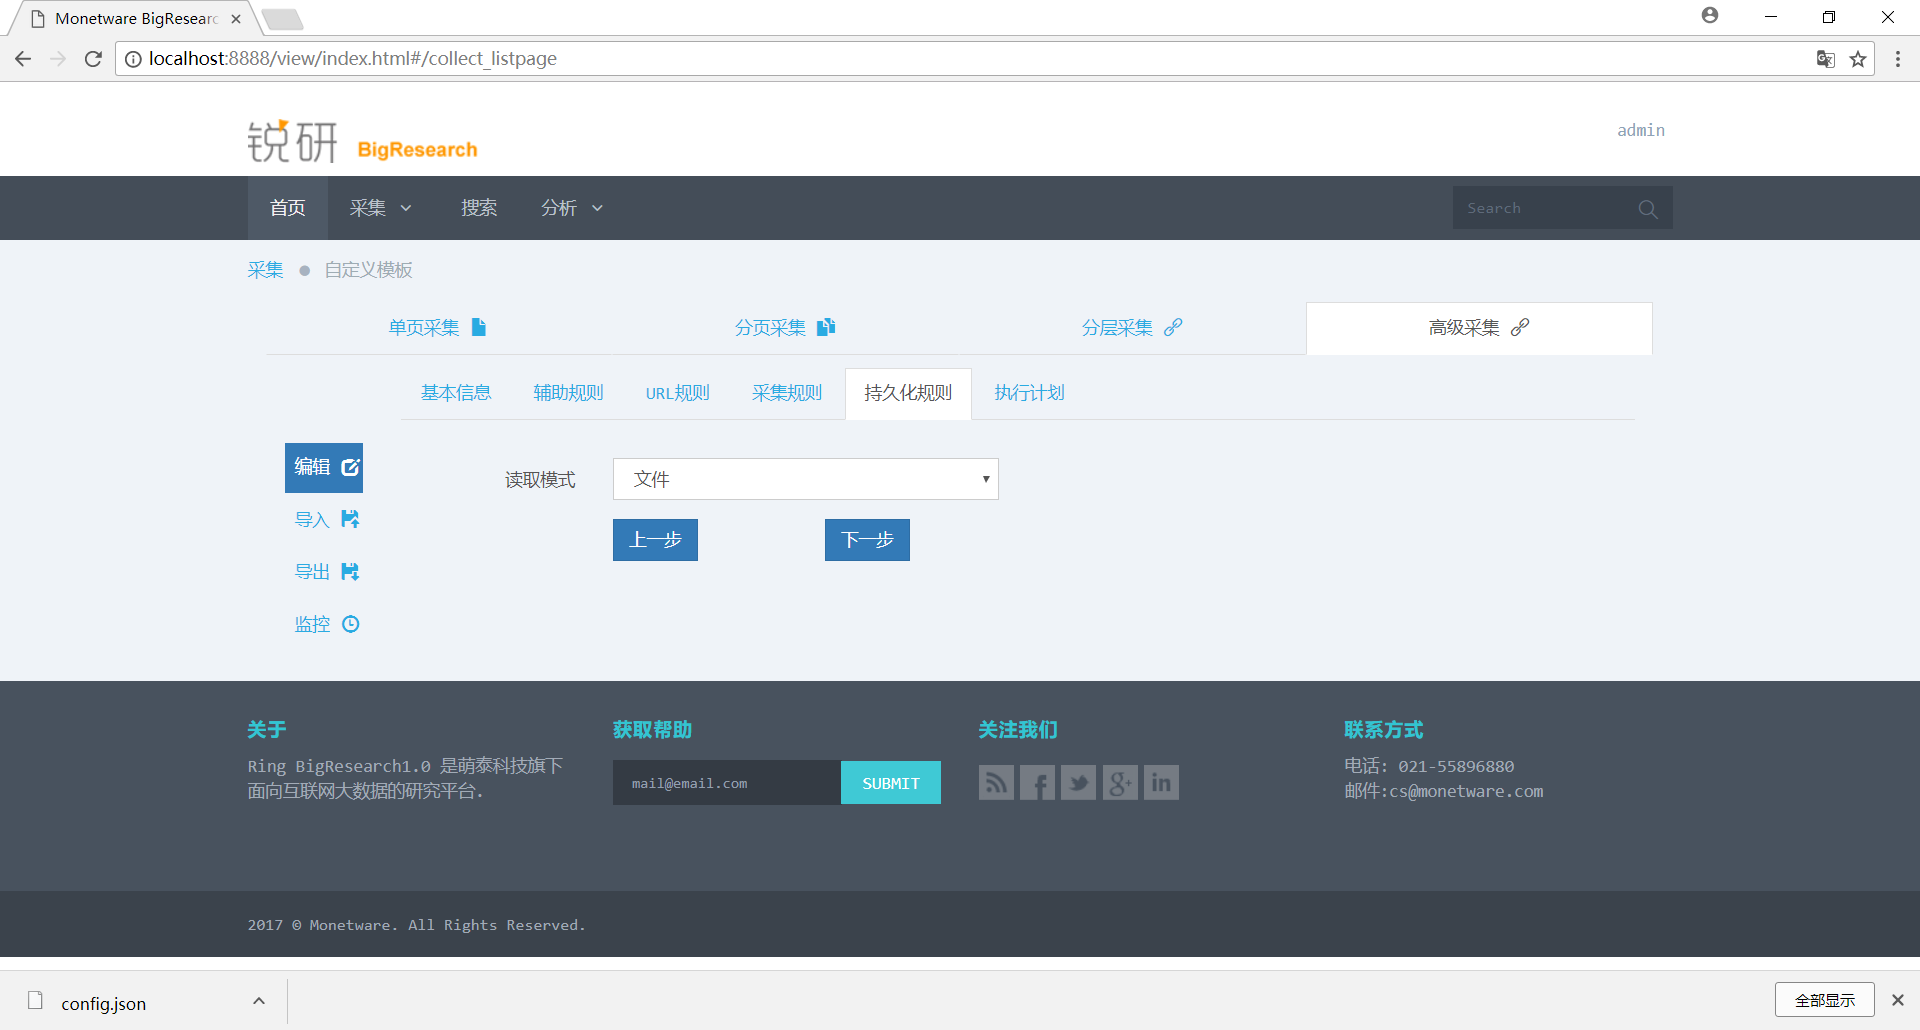 Monetware BigResearc
localhost:8888/view/index.html#/collect_listpage
锐研 BigResearch
admin
首页 采集 搜索 分析 Search
采集 ● 自定义模板
单页采集 分页采集 分层采集 高级采集
基本信息 辅助规则 URL规则 采集规则 持久化规则 执行计划
编辑
导入
导出
监控
读取模式 文件
上一步 下一步
关于
Ring BigResearch1.0 是萌泰科技旗下
面向互联网大数据的研究平台.
获取帮助
mail@email.com SUBMIT
关注我们
联系方式
电话: 021-55896880
邮件:cs@monetware.com
2017 © Monetware. All Rights Reserved.
config.json 全部显示